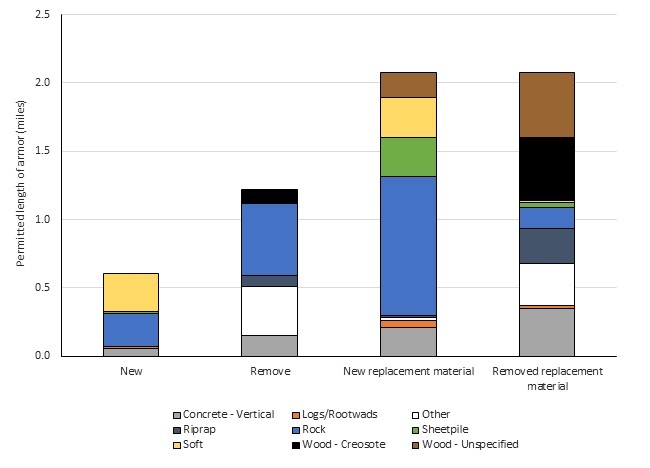 2.5
2.0
1.5
1.0
0.5
0.0
Permitted length of armor (miles)
New
Remove
New replacement material
Removed replacement
material
Concrete - Vertical
Logs/Rootwads
Other
Riprap
Rock
Sheetpile
Soft
Wood - Creosote
Wood - Unspecified